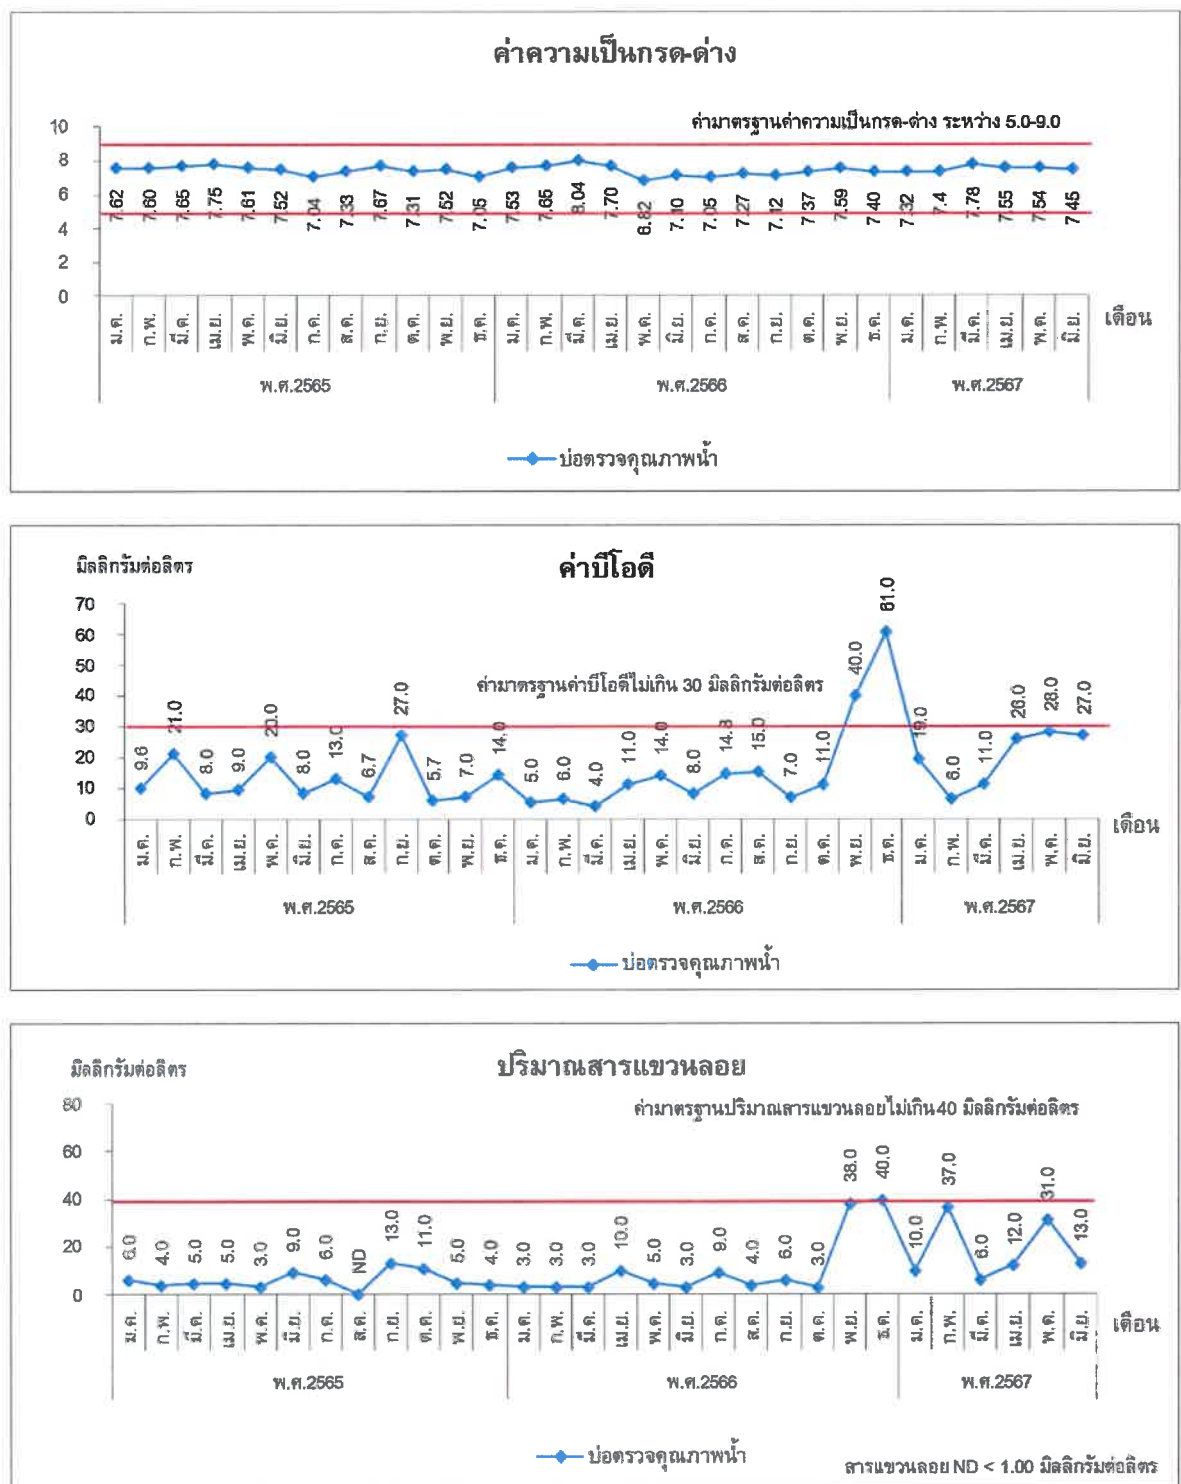 ค่าความเป็นกรด-ด่าง
ค่ามาตรฐานค่าความเป็นกรด-ด่าง ระหว่าง 5.0-9.0
10
8
6
4
2
0
7.62 7.60 7.65 7.75 7.61 7.52 7.04 7.33 7.67 7.31 7.52 7.05 7.53 7.65 8.04 7.70 6.82 7.10 7.05 7.27 7.12 7.37 7.59 7.40 7.32 7.4 7.78 7.55 7.54 7.45
ม.ค. ก.พ. มี.ค. เม.ย. พ.ค. มิ.ย. ก.ค. ส.ค. ก.ย. ต.ค. พ.ย. ธ.ค. ม.ค. ก.พ. มี.ค. เม.ย. พ.ค. มิ.ย. ก.ค. ส.ค. ก.ย. ต.ค. พ.ย. ธ.ค. ม.ค. ก.พ. มี.ค. เม.ย. พ.ค. มิ.ย. เดือน
พ.ศ.2565 พ.ศ.2566 พ.ศ.2567
บ่อตรวจคุณภาพน้ำ
มิลลิกรัมต่อลิตร
ค่าบีโอดี
ค่ามาตรฐานค่าบีโอดีไม่เกิน 30 มิลลิกรัมต่อลิตร
70
60
50
40
30
20
10
0
9.6 21.0 8.0 9.0 20.0 8.0 13.0 6.7 27.0 5.7 7.0 14.0 5.0 6.0 4.0 11.0 14.0 8.0 14.8 15.0 7.0 11.0 40.0 61.0 19.0 6.0 11.0 26.0 28.0 27.0
ม.ค. ก.พ. มี.ค. เม.ย. พ.ค. มิ.ย. ก.ค. ส.ค. ก.ย. ต.ค. พ.ย. ธ.ค. ม.ค. ก.พ. มี.ค. เม.ย. พ.ค. มิ.ย. ก.ค. ส.ค. ก.ย. ต.ค. พ.ย. ธ.ค. ม.ค. ก.พ. มี.ค. เม.ย. พ.ค. มิ.ย. เดือน
พ.ศ.2565 พ.ศ.2566 พ.ศ.2567
บ่อตรวจคุณภาพน้ำ
มิลลิกรัมต่อลิตร
ปริมาณสารแขวนลอย
ค่ามาตรฐานปริมาณสารแขวนลอยไม่เกิน 40 มิลลิกรัมต่อลิตร
80
60
40
20
0
6.0 4.0 5.0 5.0 3.0 9.0 6.0 ND 13.0 11.0 5.0 4.0 3.0 3.0 3.0 10.0 5.0 3.0 9.0 4.0 6.0 3.0 38.0 40.0 10.0 37.0 6.0 12.0 31.0 13.0
ม.ค. ก.พ. มี.ค. เม.ย. พ.ค. มิ.ย. ก.ค. ส.ค. ก.ย. ต.ค. พ.ย. ธ.ค. ม.ค. ก.พ. มี.ค. เม.ย. พ.ค. มิ.ย. ก.ค. ส.ค. ก.ย. ต.ค. พ.ย. ธ.ค. ม.ค. ก.พ. มี.ค. เม.ย. พ.ค. มิ.ย. เดือน
พ.ศ.2565 พ.ศ.2566 พ.ศ.2567
บ่อตรวจคุณภาพน้ำ
สารแขวนลอย ND < 1.00 มิลลิกรัมต่อลิตร